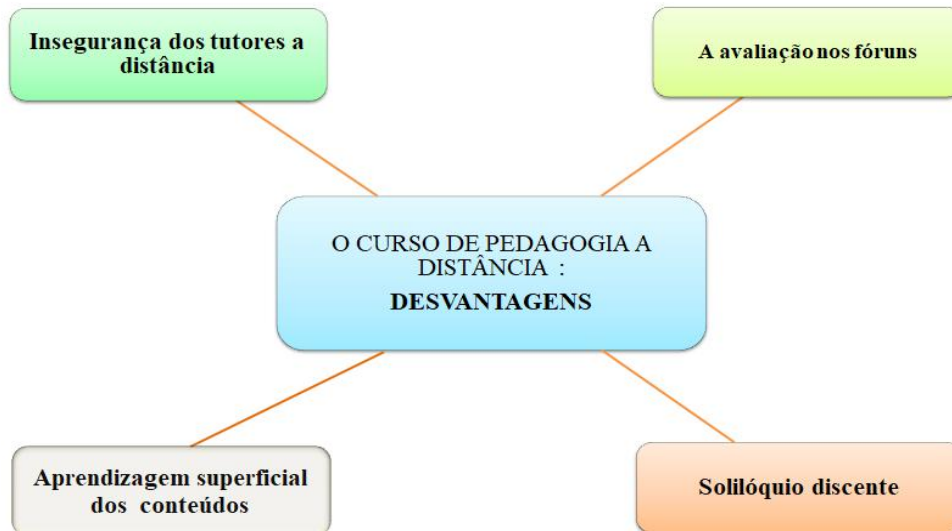 Insegurança dos tutores a
distância
A avaliação nos fóruns
O CURSO DE PEDAGOGIA A
DISTÂNCIA :
DESVANTAGENS
Aprendizagem superficial
dos conteúdos
Solilóquio discente